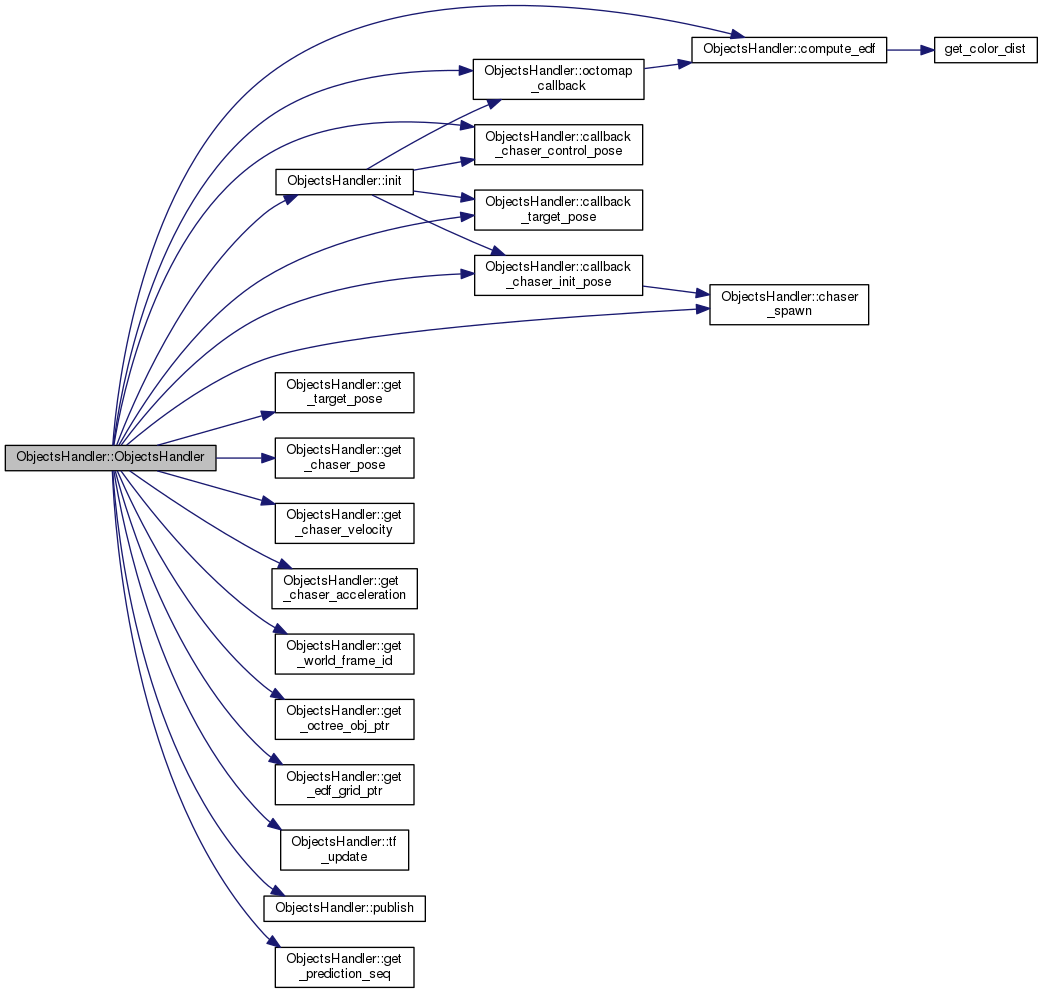 ObjectsHandler::compute_edf
get_color_dist
ObjectsHandler::octomap
_callback
ObjectsHandler::callback
_chaser_control_pose
ObjectsHandler::init
ObjectsHandler::callback
_target_pose
ObjectsHandler::callback
_chaser_init_pose
ObjectsHandler::chaser
_spawn
ObjectsHandler::get
_target_pose
ObjectsHandler::ObjectsHandler
ObjectsHandler::get
_chaser_pose
ObjectsHandler::get
_chaser_velocity
ObjectsHandler::get
_chaser_acceleration
ObjectsHandler::get
_world_frame_id
ObjectsHandler::get
_octree_obj_ptr
ObjectsHandler::get
_edf_grid_ptr
ObjectsHandler::tf
_update
ObjectsHandler::publish
ObjectsHandler::get
_prediction_seq